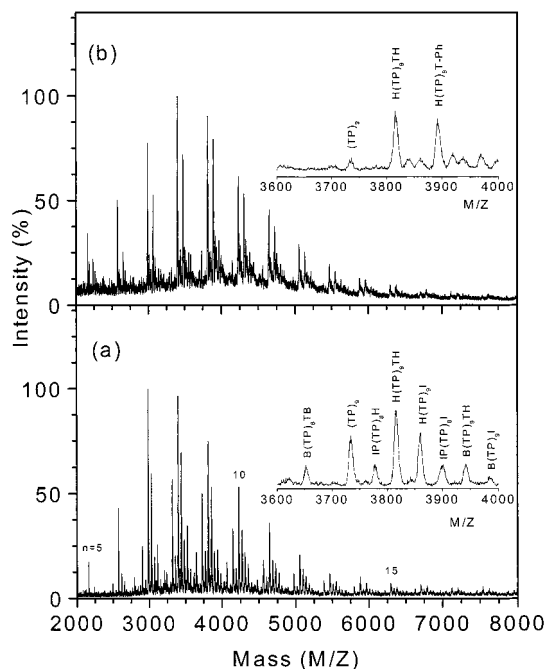 (b)
H(TP)₉TH
H(TP)₉T-Ph
(TP)₉
100
50
0
3600 3700 3800 3900 4000
M/Z
Intensity (%)
(a)
B(TP)₈TB
(TP)₉
IP(TP)₈H
H(TP)₉TH
H(TP)₉I
IP(TP)₈I
B(TP)₉TH
B(TP)₉I
100
50
0
10
n=5
15
3600 3700 3800 3900 4000
M/Z
2000 3000 4000 5000 6000 7000 8000
Mass (M/Z)